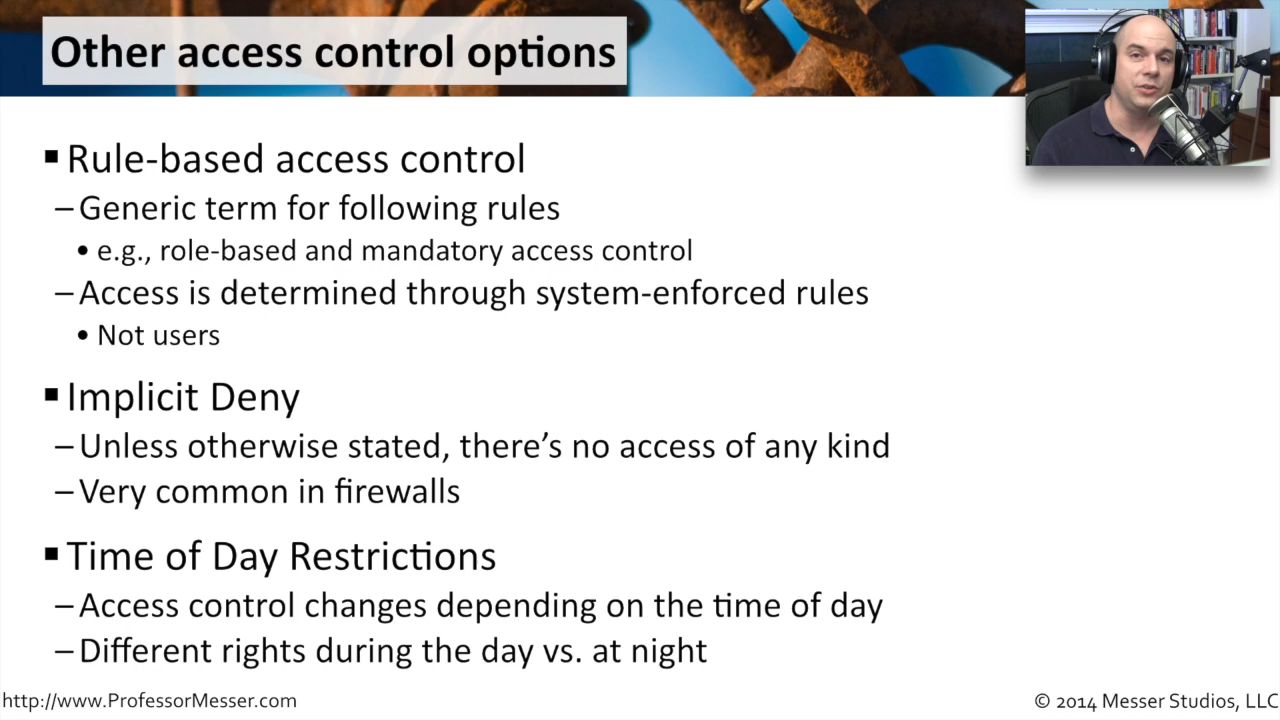 Other access control options
▪ Rule-based access control
– Generic term for following rules
• e.g., role-based and mandatory access control
– Access is determined through system-enforced rules
• Not users
▪ Implicit Deny
– Unless otherwise stated, there’s no access of any kind
– Very common in firewalls
▪ Time of Day Restrictions
– Access control changes depending on the time of day
– Different rights during the day vs. at night
http://www.ProfessorMesser.com
© 2014 Messer Studios, LLC